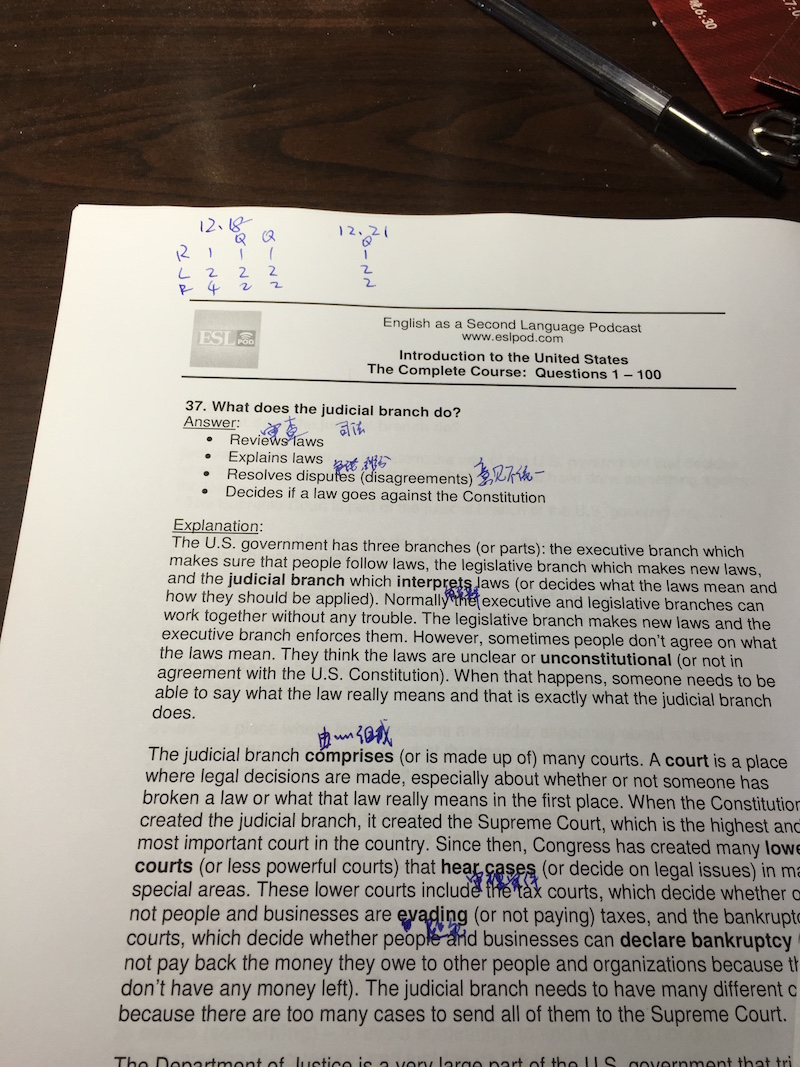 晚6:30
12.18 12.21
Q Q Q
R 1 1 1 1
L 2 2 2 2
R 4 2 2 2
ESL POD
English as a Second Language Podcast
www.eslpod.com
Introduction to the United States
The Complete Course: Questions 1 – 100
37. What does the judicial branch do?
Answer:
审查 司法
• Reviews laws
• Explains laws
纠纷
• Resolves disputes (disagreements) 意见不统一
• Decides if a law goes against the Constitution
Explanation:
The U.S. government has three branches (or parts): the executive branch which
makes sure that people follow laws, the legislative branch which makes new laws,
and the judicial branch which interprets laws (or decides what the laws mean and
how they should be applied). Normally the executive and legislative branches can
work together without any trouble. The legislative branch makes new laws and the
executive branch enforces them. However, sometimes people don't agree on what
the laws mean. They think the laws are unclear or unconstitutional (or not in
agreement with the U.S. Constitution). When that happens, someone needs to be
able to say what the law really means and that is exactly what the judicial branch
does.
由……组成
The judicial branch comprises (or is made up of) many courts. A court is a place
where legal decisions are made, especially about whether or not someone has
broken a law or what that law really means in the first place. When the Constitution
created the judicial branch, it created the Supreme Court, which is the highest and
most important court in the country. Since then, Congress has created many lowe
courts (or less powerful courts) that hear cases (or decide on legal issues) in ma
special areas. These lower courts include the tax courts, which decide whether o
not people and businesses are evading (or not paying) taxes, and the bankruptc
courts, which decide whether people and businesses can declare bankruptcy (
not pay back the money they owe to other people and organizations because th
don't have any money left). The judicial branch needs to have many different c
because there are too many cases to send all of them to the Supreme Court.
The Department of Justice is a very large part of the U.S. government that tri